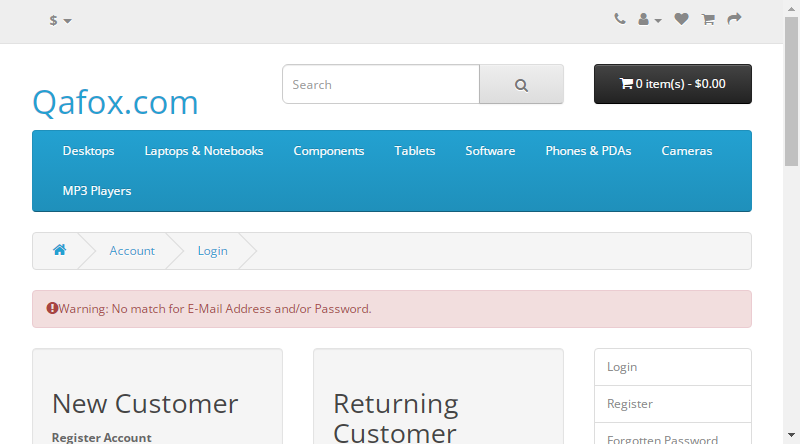 $
Qafox.com
Search
0 item(s) - $0.00
Desktops
Laptops & Notebooks
Components
Tablets
Software
Phones & PDAs
Cameras
MP3 Players
Account
Login
Warning: No match for E-Mail Address and/or Password.
New Customer
Register Account
Returning
Customer
Login
Register
Forgotten Password